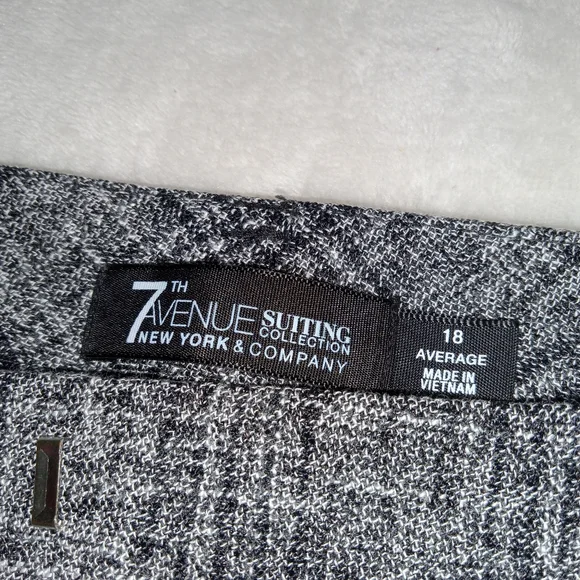 7TH
AVENUE SUITING
COLLECTION
NEW YORK & COMPANY
18
AVERAGE
MADE IN
VIETNAM